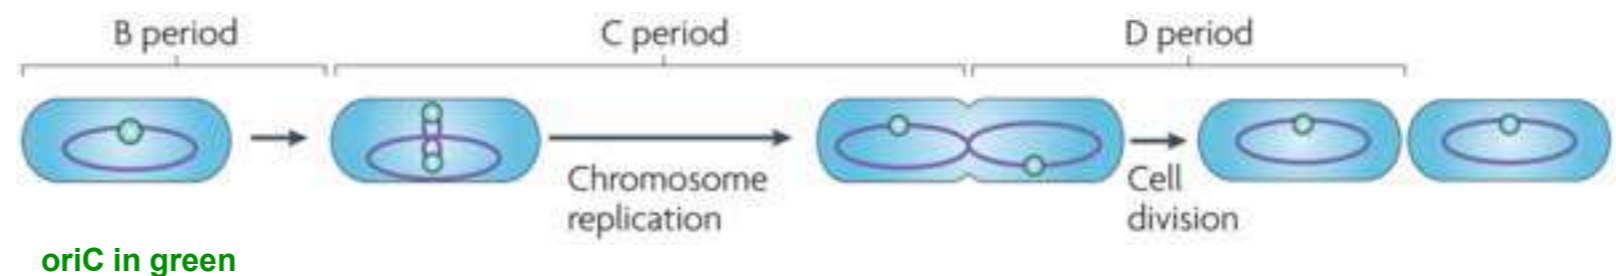 B period
C period
D period
Chromosome
replication
Cell
division
oriC in green